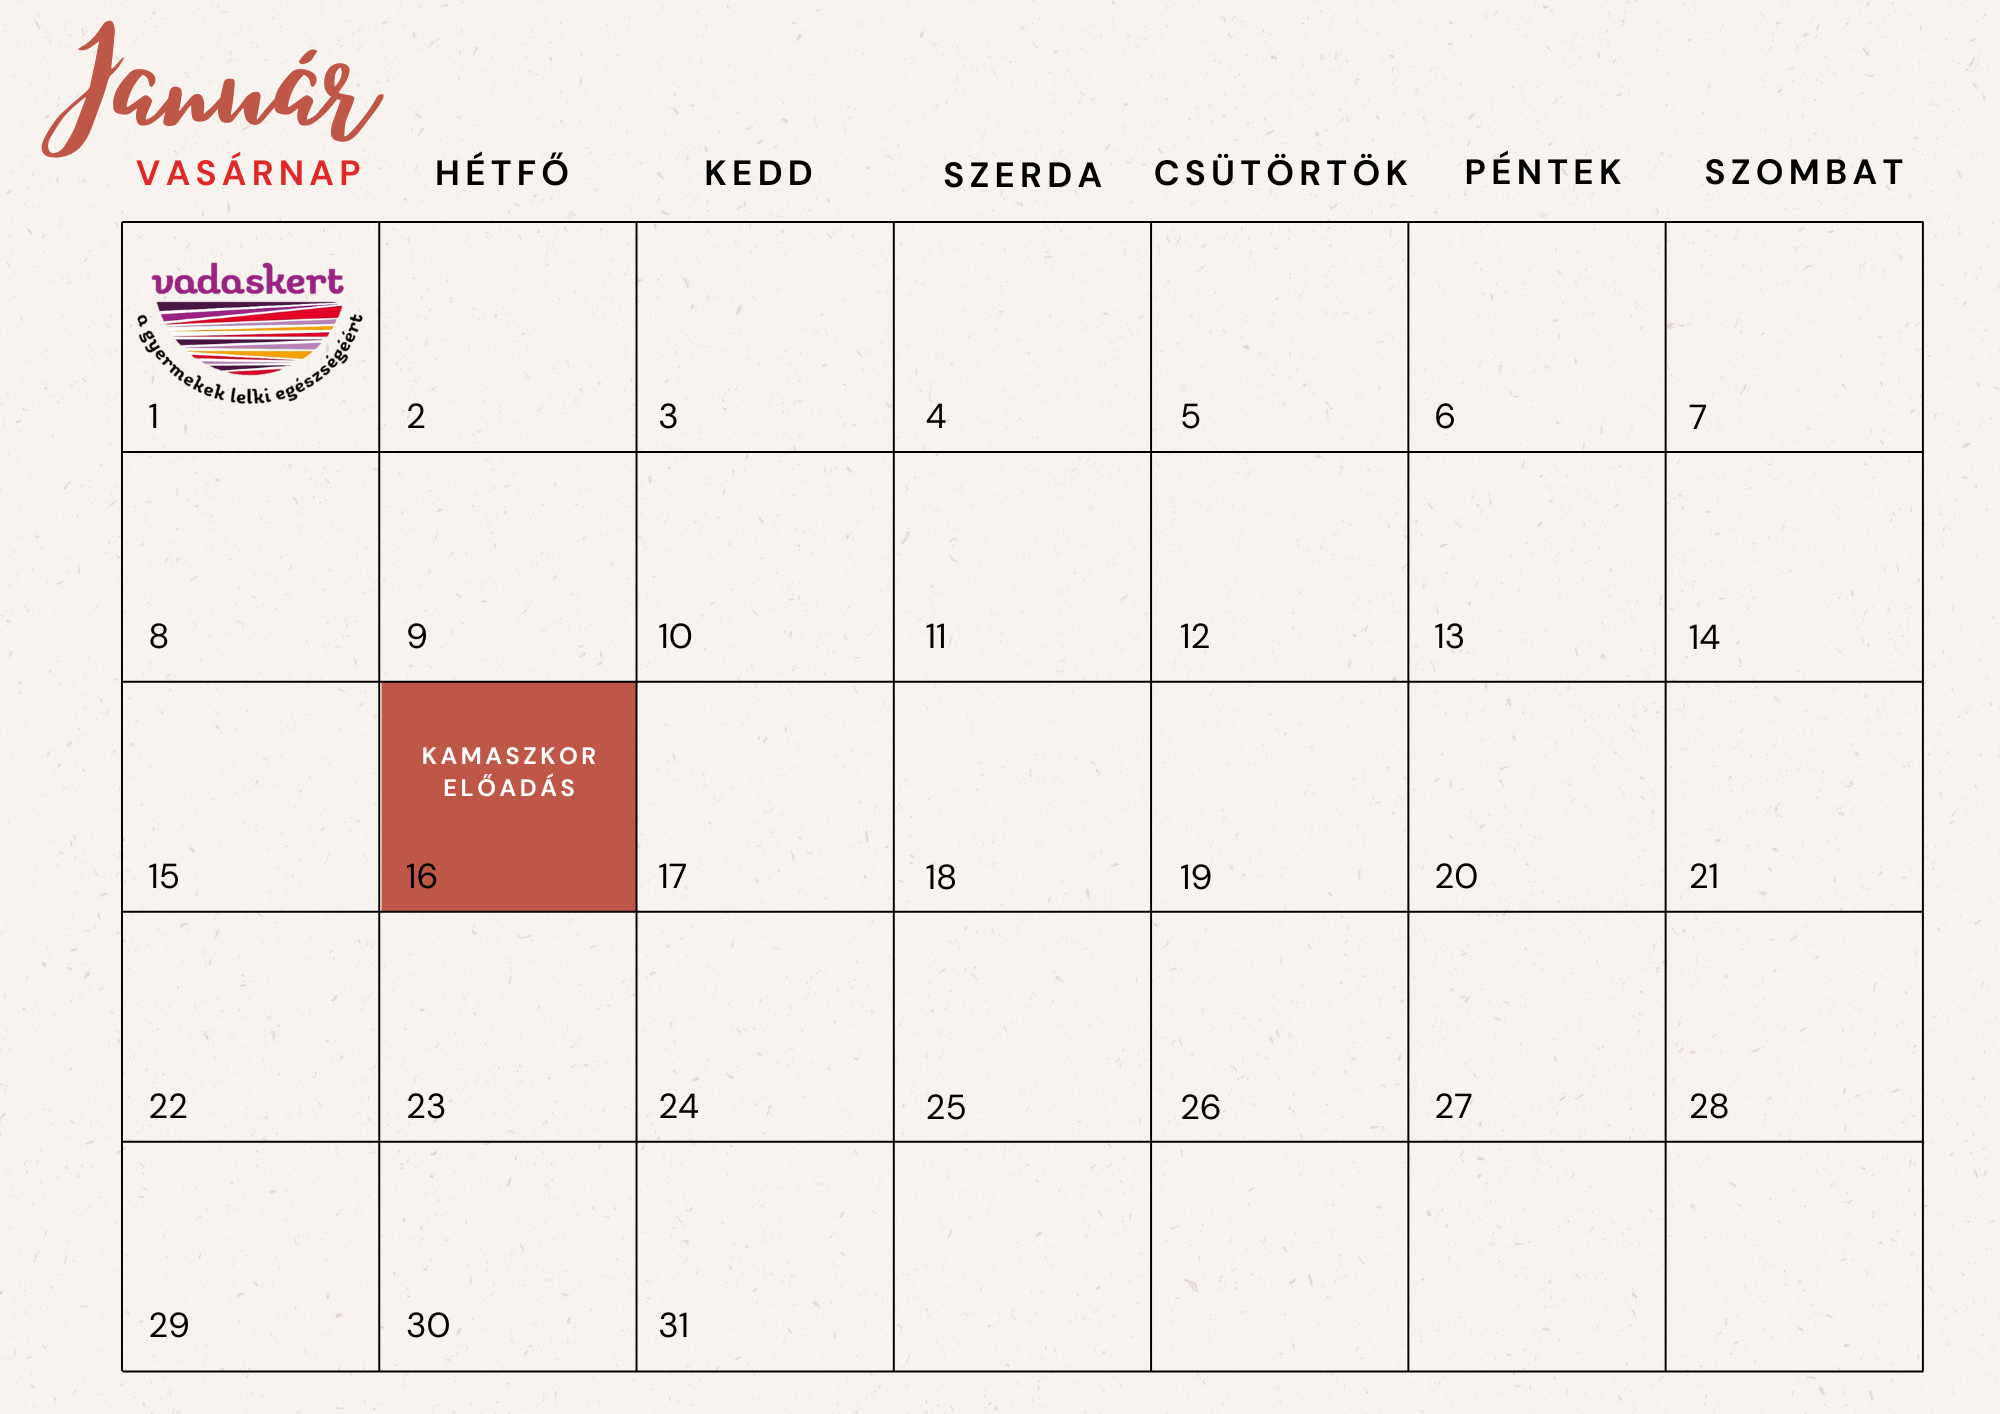 Január
VASÁRNAP HÉTFŐ KEDD SZERDA CSÜTÖRTÖK PÉNTEK SZOMBAT
vadaskert
a gyermekek lelki egészségéért
1 2 3 4 5 6 7
8 9 10 11 12 13 14
KAMASZKOR
ELŐADÁS
15 16 17 18 19 20 21
22 23 24 25 26 27 28
29 30 31